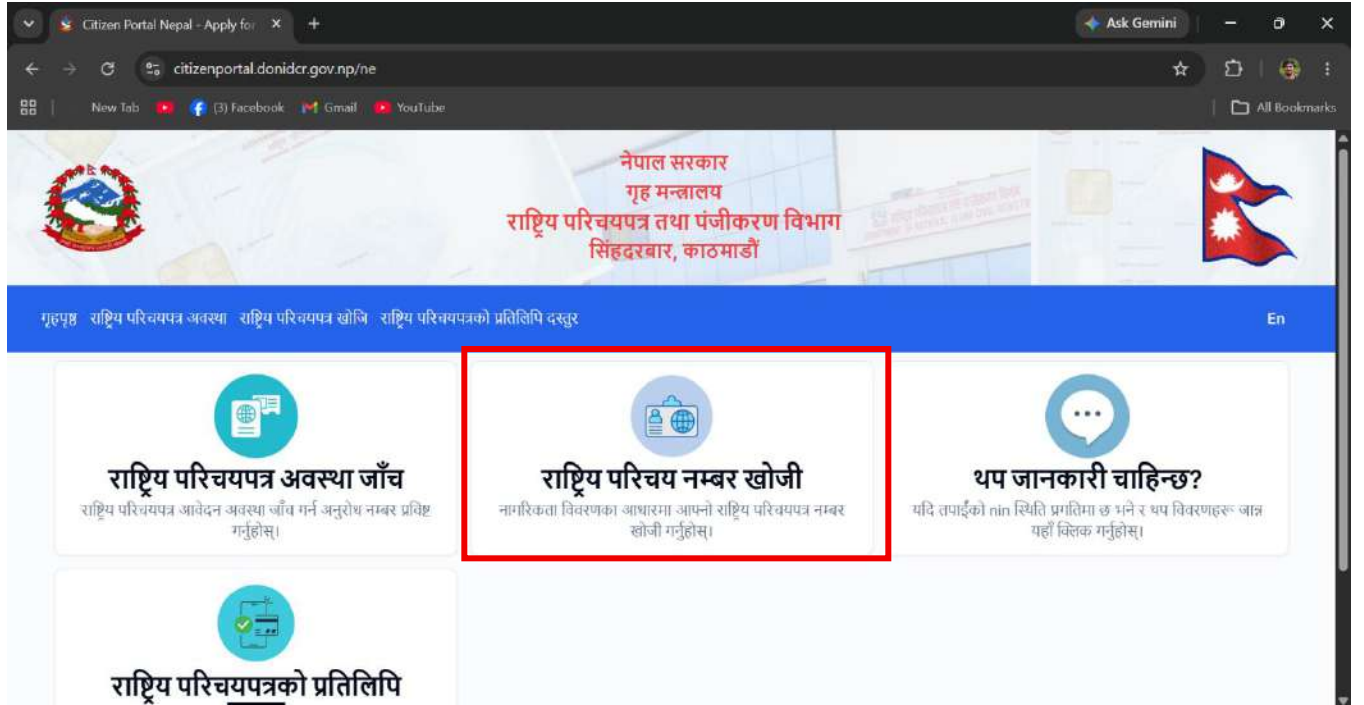 Citizen Portal Nepal - Apply for
Ask Gemini
citizenportal.donidcr.gov.np/ne
New Tab
(3) Facebook
Gmail
YouTube
All Bookmarks
नेपाल सरकार
गृह मन्त्रालय
राष्ट्रिय परिचयपत्र तथा पंजीकरण विभाग
सिंहदरबार, काठमाडौं
गृहपृष्ठ राष्ट्रिय परिचयपत्र अवस्था राष्ट्रिय परिचयपत्र खोजि राष्ट्रिय परिचयपत्रको प्रतिलिपि दस्तुर
En
राष्ट्रिय परिचयपत्र अवस्था जाँच
राष्ट्रिय परिचयपत्र आवेदन अवस्था जाँच गर्न अनुरोध नम्बर प्रविष्ट
गर्नुहोस्।
राष्ट्रिय परिचय नम्बर खोजी
नागरिकता विवरणका आधारमा आफ्नो राष्ट्रिय परिचयपत्र नम्बर
खोजी गर्नुहोस्।
थप जानकारी चाहिन्छ?
यदि तपाईंको nin स्थिति प्रगतिमा छ भने र थप विवरणहरू जान्न
यहाँ क्लिक गर्नुहोस्।
राष्ट्रिय परिचयपत्रको प्रतिलिपि